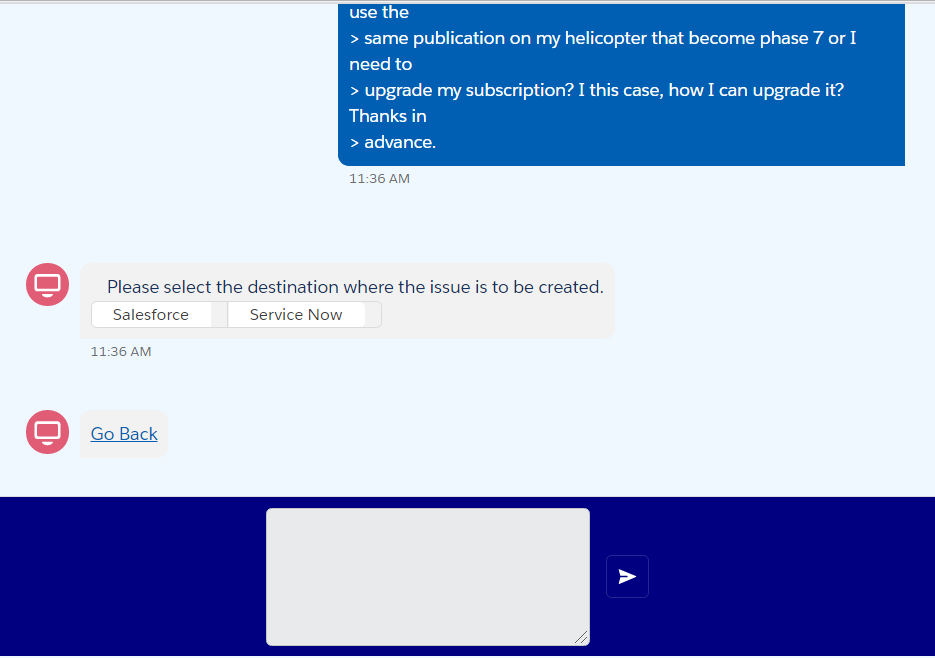 use the
> same publication on my helicopter that become phase 7 or I
need to
> upgrade my subscription? I this case, how I can upgrade it?
Thanks in
> advance.
11:36 AM
Please select the destination where the issue is to be created.
Salesforce Service Now
11:36 AM
Go Back